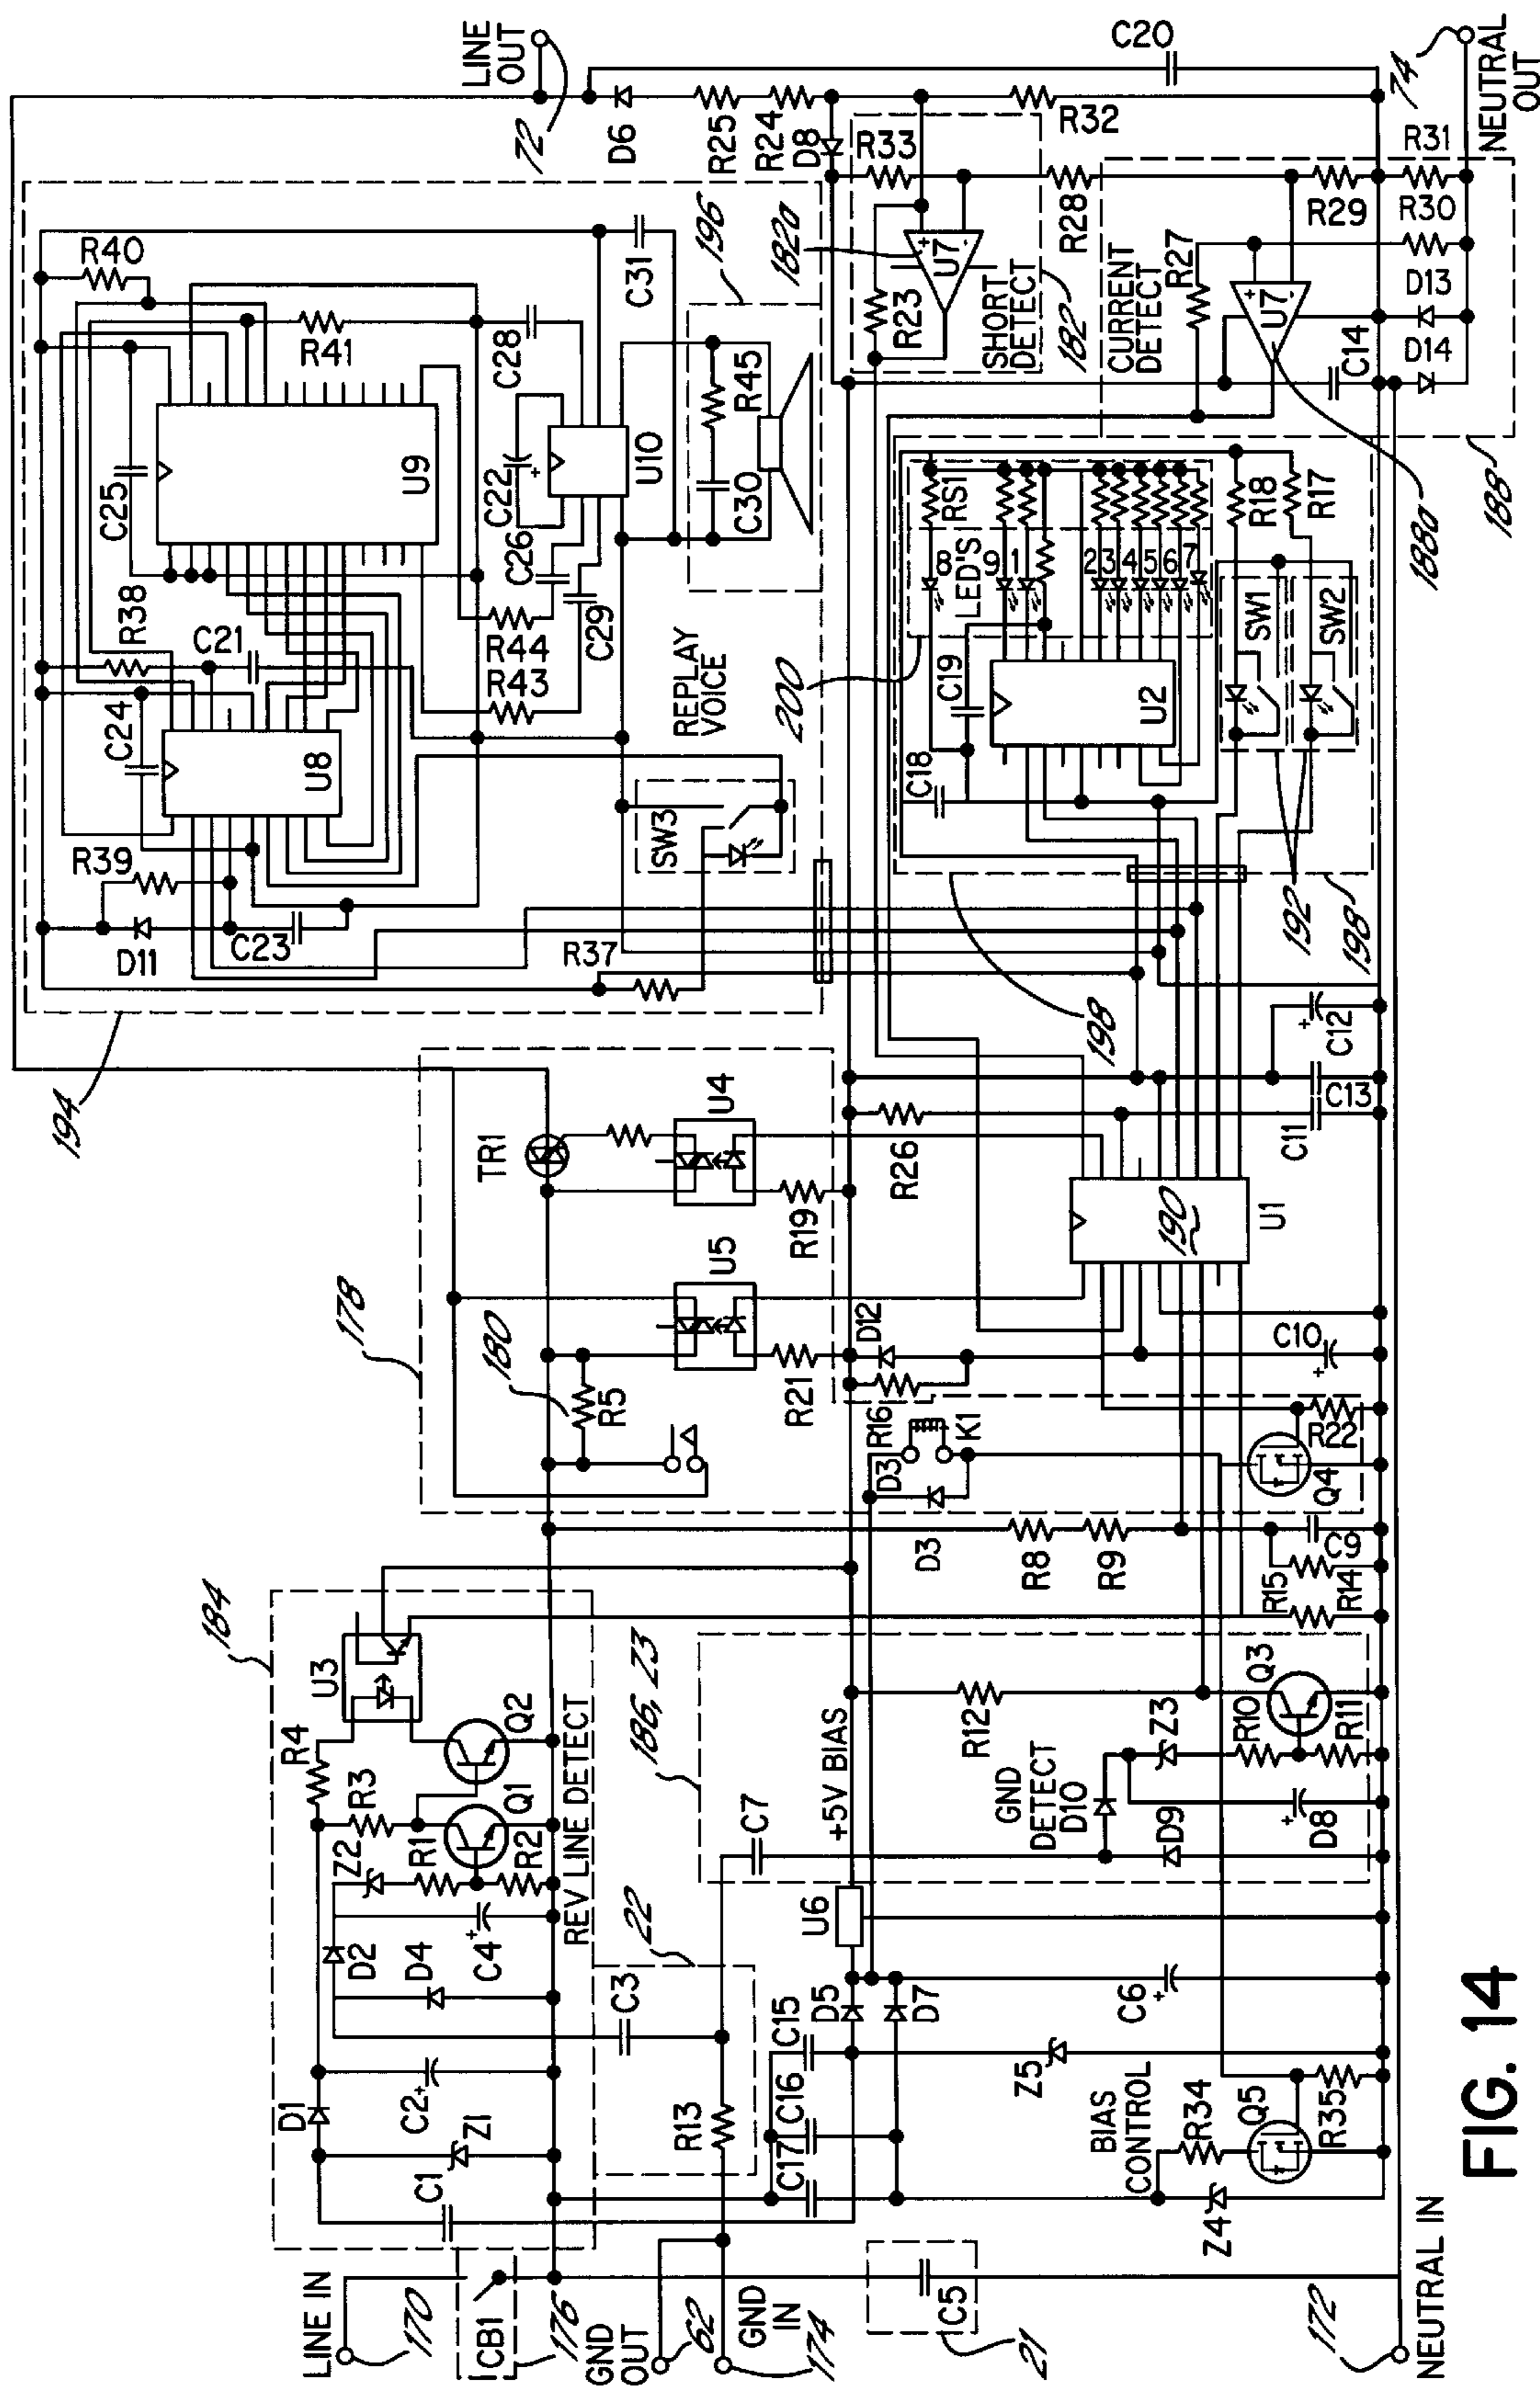 LINE IN
170
CB1
176
GND
OUT
62
GND
IN
174
C5
21
172
NEUTRAL IN
C1
D1
Z1
C2
+
D2
D4
C4
+
Z2
R1
R2
R3
R4
Q1
Q2
U3
REV LINE DETECT
184
22
C3
R13
C7
186, 23
C17
C16
C15
D5
D7
U6
+5V BIAS
C6
+
Z5
BIAS
CONTROL
Z4
R34
Q5
R35
GND
DETECT
D10
D9
D8
+
Z3
R10
R11
R12
Q3
R8
R9
R15
R14
C9
178
180
R5
U5
U4
TR1
R21
R19
D12
R16
D3
D3
K1
Q4
R22
C10
+
R26
190
U1
C11
C13
C12
+
194
D11
R39
C23
R37
C24
U8
R38
C21
C25
U9
R40
R41
C28
C22
+
C26
U10
C31
R44
R43
C29
SW3
REPLAY
VOICE
C30
R45
196
200
198
C18
C19
U2
LED'S
8
9
1
2
3
4
5
6
7
RS1
SW1
SW2
R18
R17
192
198
LINE
OUT
72
D6
R25
R24
D8
R33
R32
C20
182a
+
-
U7
R23
SHORT
DETECT
182
R28
CURRENT
DETECT
R27
+
-
U7
C14
R29
R31
R30
D13
D14
188a
188
74
NEUTRAL
OUT
FIG. 14